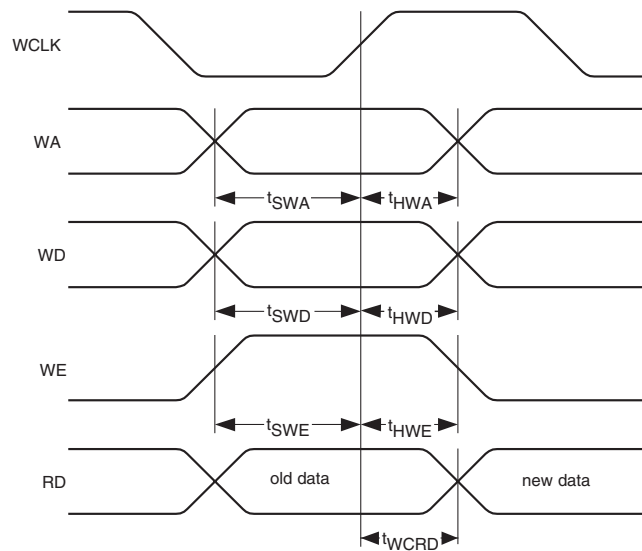 WCLK
WA
tSWA tHWA
WD
tSWD tHWD
WE
tSWE tHWE
RD old data new data
tWCRD